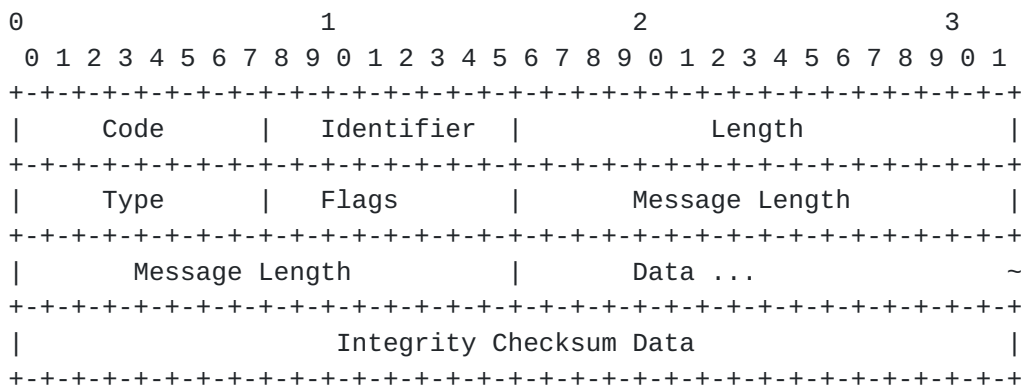 0                   1                   2                   3
 0 1 2 3 4 5 6 7 8 9 0 1 2 3 4 5 6 7 8 9 0 1 2 3 4 5 6 7 8 9 0 1
+-+-+-+-+-+-+-+-+-+-+-+-+-+-+-+-+-+-+-+-+-+-+-+-+-+-+-+-+-+-+-+-+
|     Code      |   Identifier  |            Length             |
+-+-+-+-+-+-+-+-+-+-+-+-+-+-+-+-+-+-+-+-+-+-+-+-+-+-+-+-+-+-+-+-+
|     Type      |   Flags       |       Message Length          |
+-+-+-+-+-+-+-+-+-+-+-+-+-+-+-+-+-+-+-+-+-+-+-+-+-+-+-+-+-+-+-+-+
|       Message Length          |       Data ...                ~
+-+-+-+-+-+-+-+-+-+-+-+-+-+-+-+-+-+-+-+-+-+-+-+-+-+-+-+-+-+-+-+-+
|                    Integrity Checksum Data                    |
+-+-+-+-+-+-+-+-+-+-+-+-+-+-+-+-+-+-+-+-+-+-+-+-+-+-+-+-+-+-+-+-+